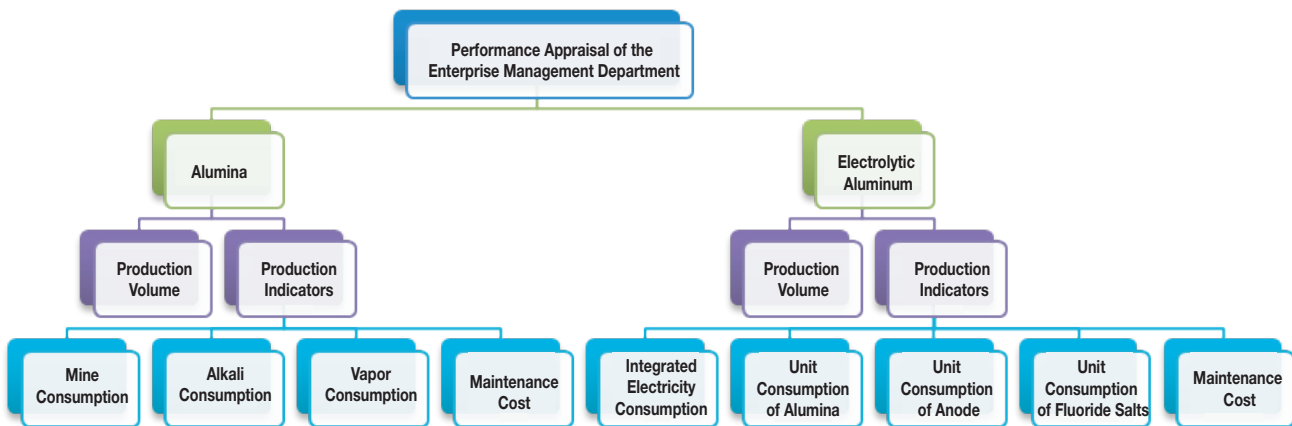 Performance Appraisal of the
Enterprise Management Department
Alumina
Electrolytic
Aluminum
Production
Volume
Production
Indicators
Production
Volume
Production
Indicators
Mine
Consumption
Alkali
Consumption
Vapor
Consumption
Maintenance
Cost
Integrated
Electricity
Consumption
Unit
Consumption
of Alumina
Unit
Consumption
of Anode
Unit
Consumption
of Fluoride Salts
Maintenance
Cost